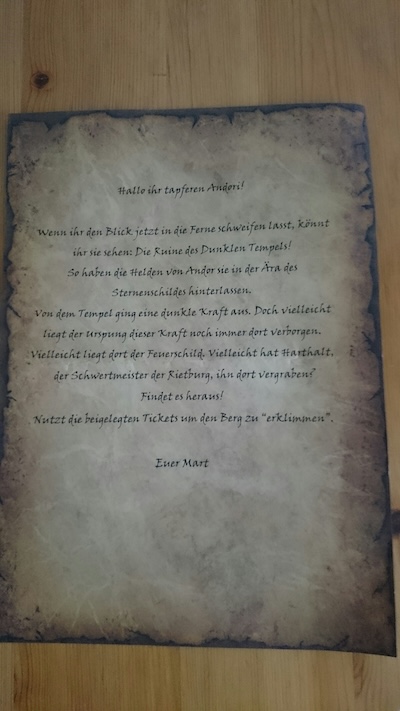 Hallo ihr tapferen Andori!
Wenn ihr den Blick jetzt in die Ferne schweifen lasst, könnt
ihr sie sehen: Die Ruine des Dunklen Tempels!
So haben die Helden von Andor sie in der Ära des
Sternenschildes hinterlassen.
Von dem Tempel ging eine dunkle Kraft aus. Doch vielleicht
liegt der Urspung dieser Kraft noch immer dort verborgen.
Vielleicht liegt dort der Feuerschild. Vielleicht hat Harthalt,
der Schwertmeister der Rietburg, ihn dort vergraben?
Findet es heraus!
Nutzt die beigelegten Tickets um den Berg zu "erklimmen".
Euer Mart